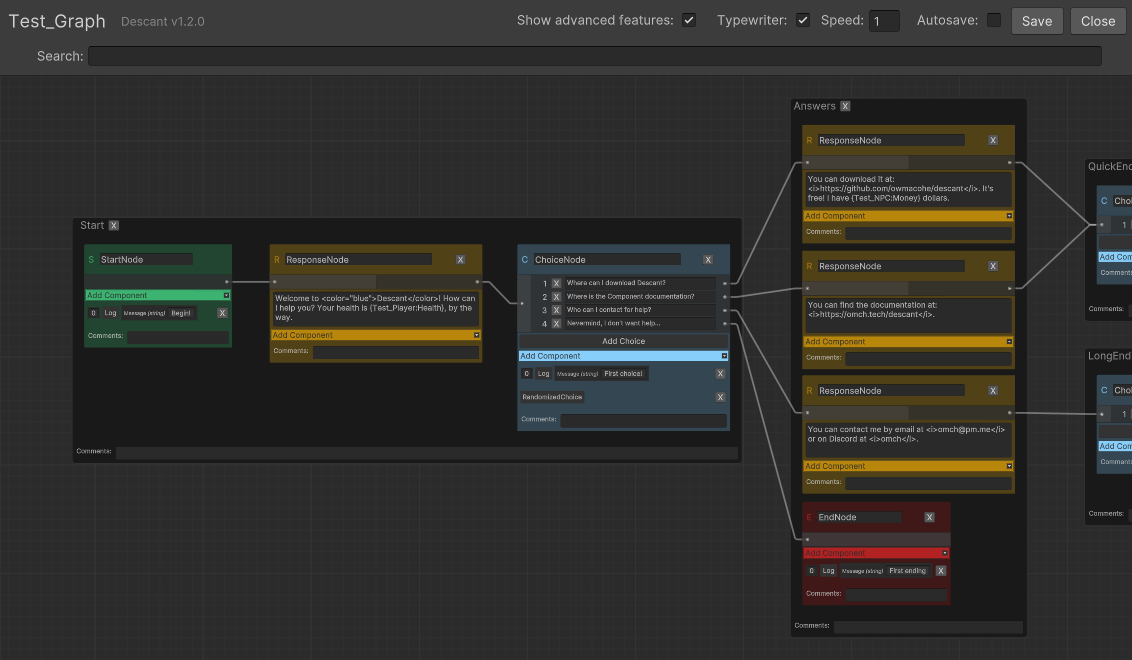 Test_Graph Descant v1.2.0 Show advanced features: Typewriter: Speed: 1 Autosave: Save Close
Search:
Start X
S StartNode
Add Component
0 Log Message (string) Begin! X
Comments:
R ResponseNode X
Welcome to <color="blue">Descant</color>! How can
I help you? Your health is {Test_Player:Health}, by the
way.
Add Component
Comments:
C ChoiceNode X
1 X Where can I download Descant?
2 X Where is the Component documentation?
3 X Who can I contact for help?
4 X Nevermind, I don't want help...
Add Choice
Add Component
0 Log Message (string) First choice! X
RandomizedChoice X
Comments:
Comments:
Answers X
R ResponseNode X
You can download it at:
<i>https://github.com/owmacohe/descant</i>. It's
free! I have {Test_NPC:Money} dollars.
Add Component
Comments:
R ResponseNode X
You can find the documentation at:
<i>https://omch.tech/descant</i>.
Add Component
Comments:
R ResponseNode X
You can contact me by email at <i>omch@pm.me</i>
or on Discord at <i>omch</i>.
Add Component
Comments:
E EndNode X
Add Component
0 Log Message (string) First ending X
Comments:
Comments:
QuickEnd
C Choi
1
Add Com
Comments
Comments:
LongEnd
C Choi
1
Add Com
Comments
Comments: